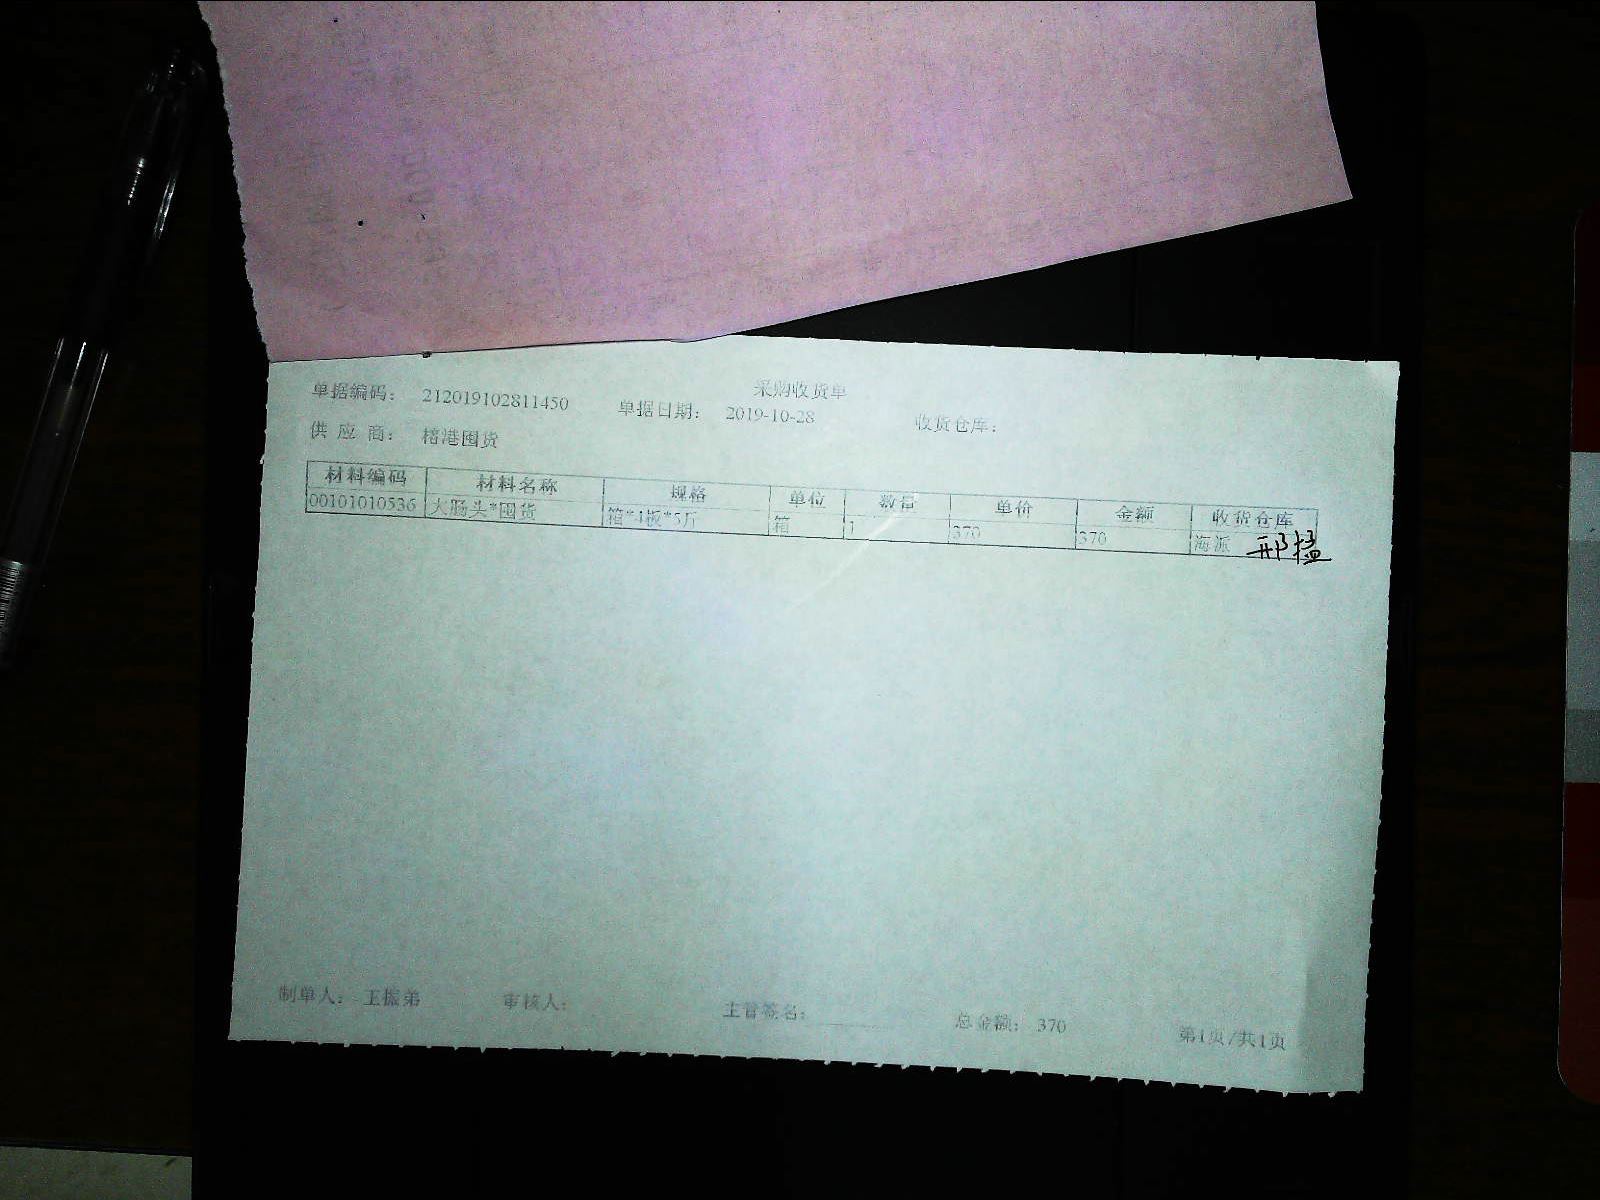 采购收货单
单据编码： 212019102811450 单据日期： 2019-10-28 收货仓库：
供 应 商： 榕港囤货
材料编码 材料名称 规格 单位 数量 单价 金额 收货仓库
00101010536 大肠头*囤货 箱*4板*5斤 箱 1 370 370 海派
制单人： 王振弟 审核人： 主管签名： 总金额： 370 第1页/共1页